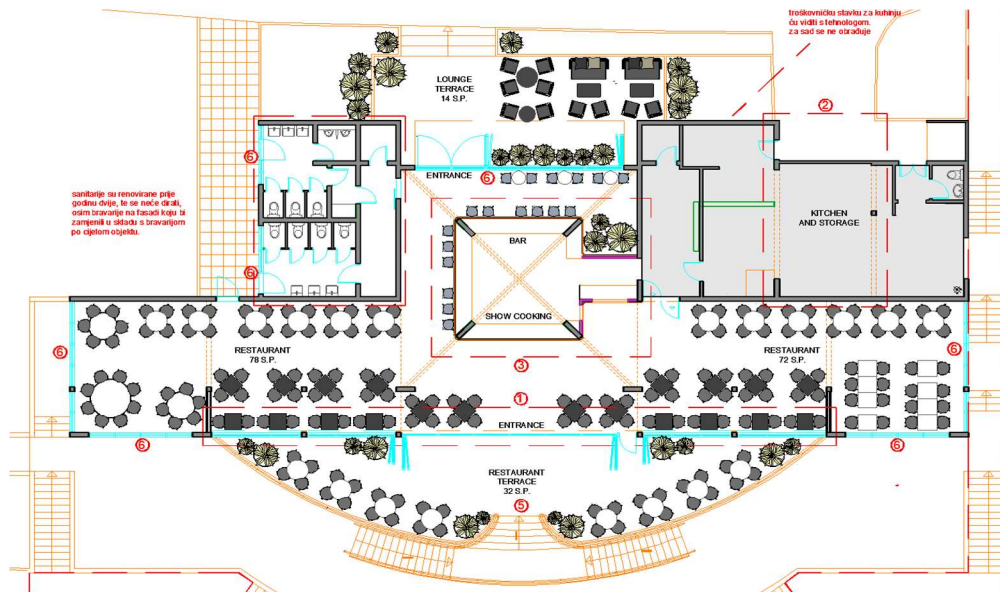 troškovničku stavku za kuhinju
ću viditi s tehnologom.
za sad se ne obrađuje
LOUNGE
TERRACE
14 S.P.
2
6
ENTRANCE
6
sanitarije su renovirane prije
godinu dvije, te se neće dirati,
osim bravarije na fasadi koju bi
zamjenili u skladu s bravarijom
po cijelom objektu.
KITCHEN
AND STORAGE
BAR
6
SHOW COOKING
6
RESTAURANT
78 S.P.
RESTAURANT
72 S.P.
6
3
1
ENTRANCE
6
6
RESTAURANT
TERRACE
32 S.P.
5